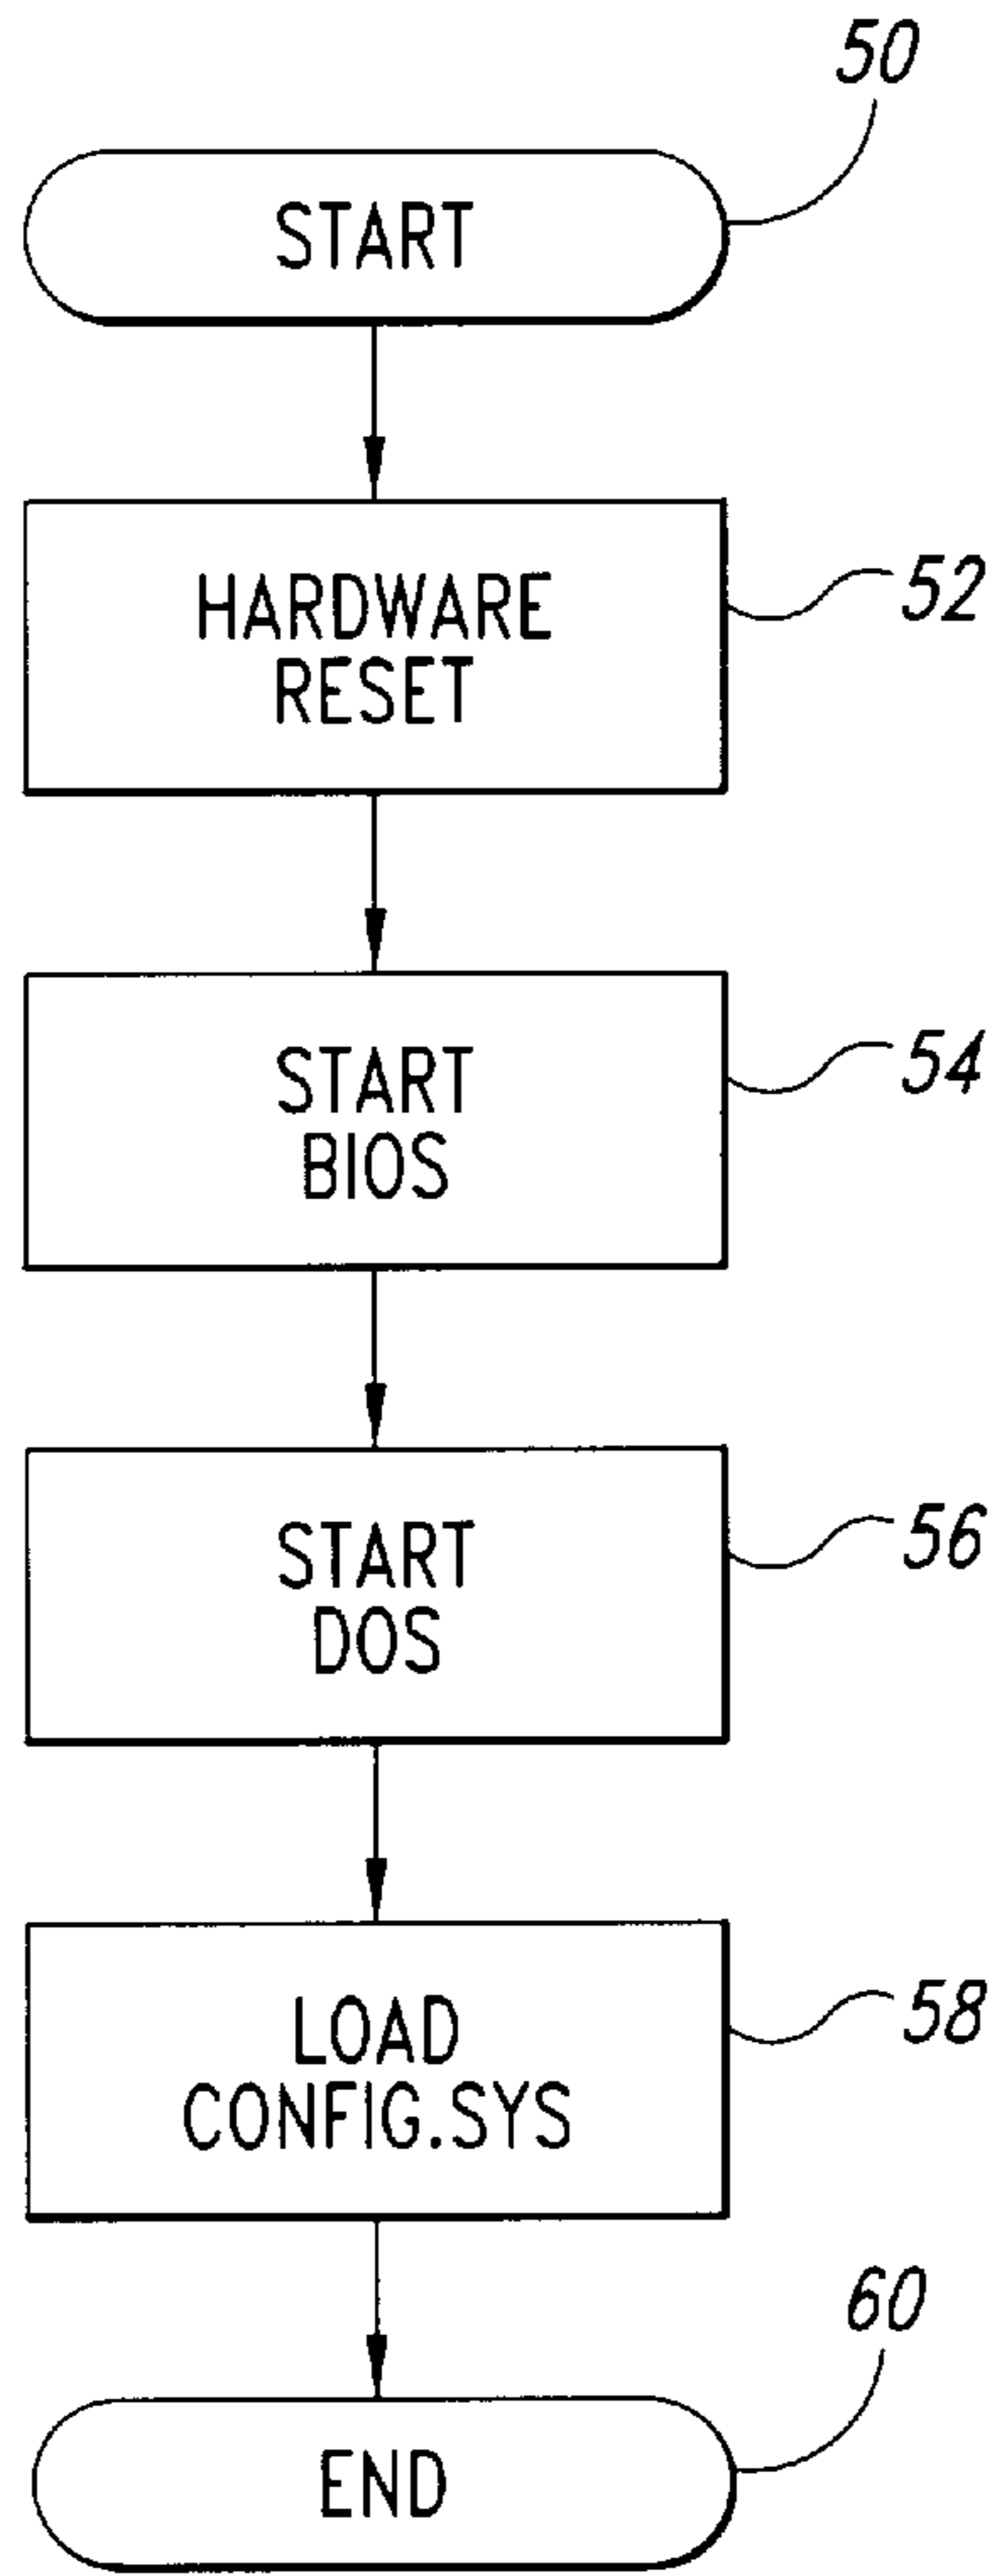 50
START
HARDWARE
RESET
52
START
BIOS
54
START
DOS
56
LOAD
CONFIG.SYS
58
60
END